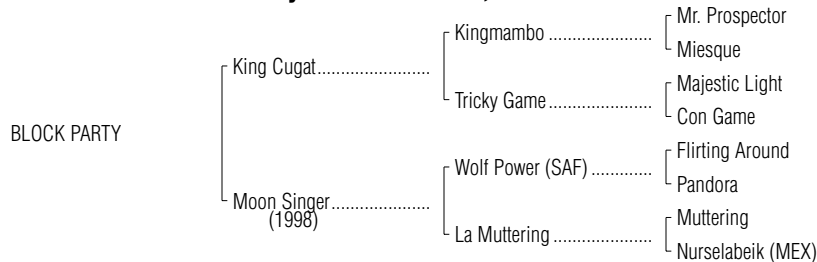 Mr. Prospector
Kingmambo ......................
Miesque
King Cugat........................
Majestic Light
Tricky Game ......................
Con Game
BLOCK PARTY
Flirting Around
Wolf Power (SAF) .............
Pandora
Moon Singer.....................
(1998)
Muttering
La Muttering .....................
Nurselabeik (MEX)